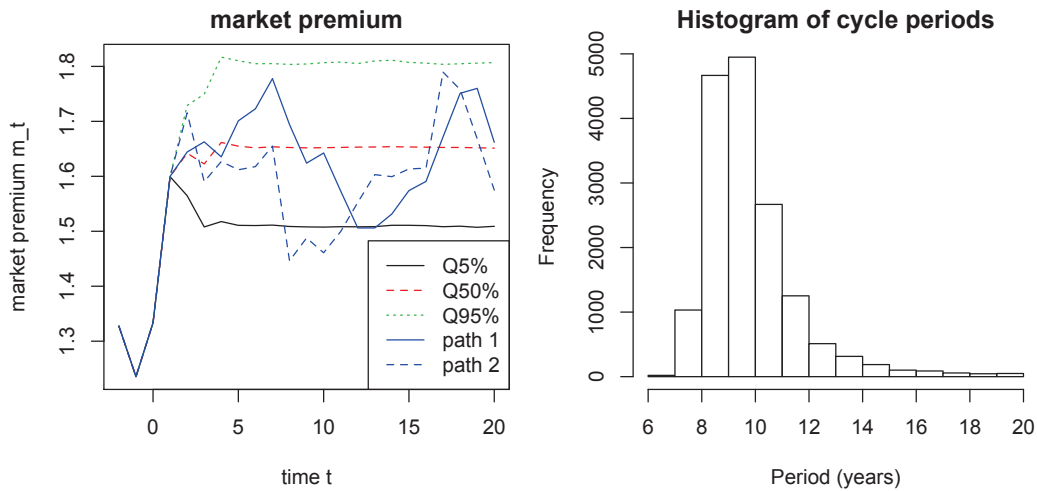 market premium
market premium m_t
1.8
1.7
1.6
1.5
1.4
1.3
Q5%
Q50%
Q95%
path 1
path 2
0
5
10
15
20
time t
Histogram of cycle periods
Frequency
5000
4000
3000
2000
1000
0
6
8
10
12
14
16
18
20
Period (years)